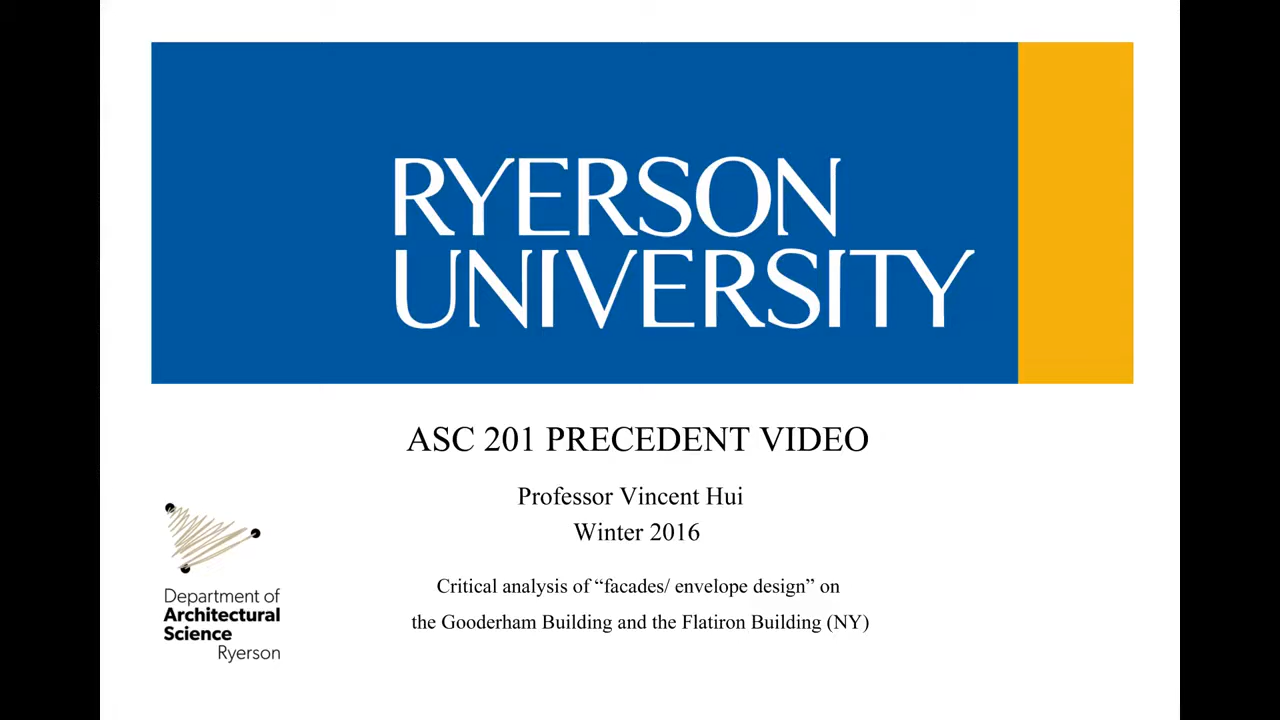 RYERSON
UNIVERSITY
ASC 201 PRECEDENT VIDEO
Professor Vincent Hui
Winter 2016
Critical analysis of “facades/ envelope design” on
the Gooderham Building and the Flatiron Building (NY)
Department of
Architectural
Science
Ryerson